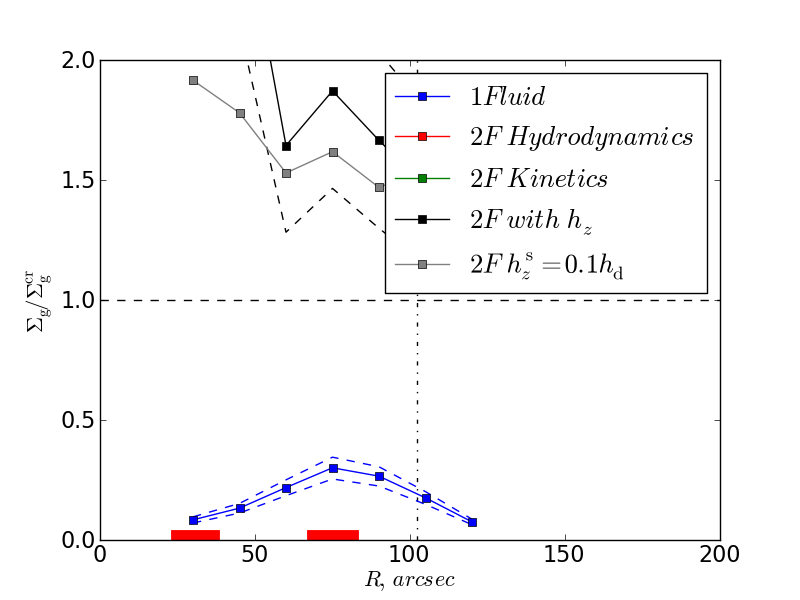 2.0
1.5
1.0
0.5
0.0
Σg/Σg^cr
1Fluid
2F Hydrodynamics
2F Kinetics
2F with h_z
2F h_z^s = 0.1h_d
0 50 100 150 200
R, arcsec